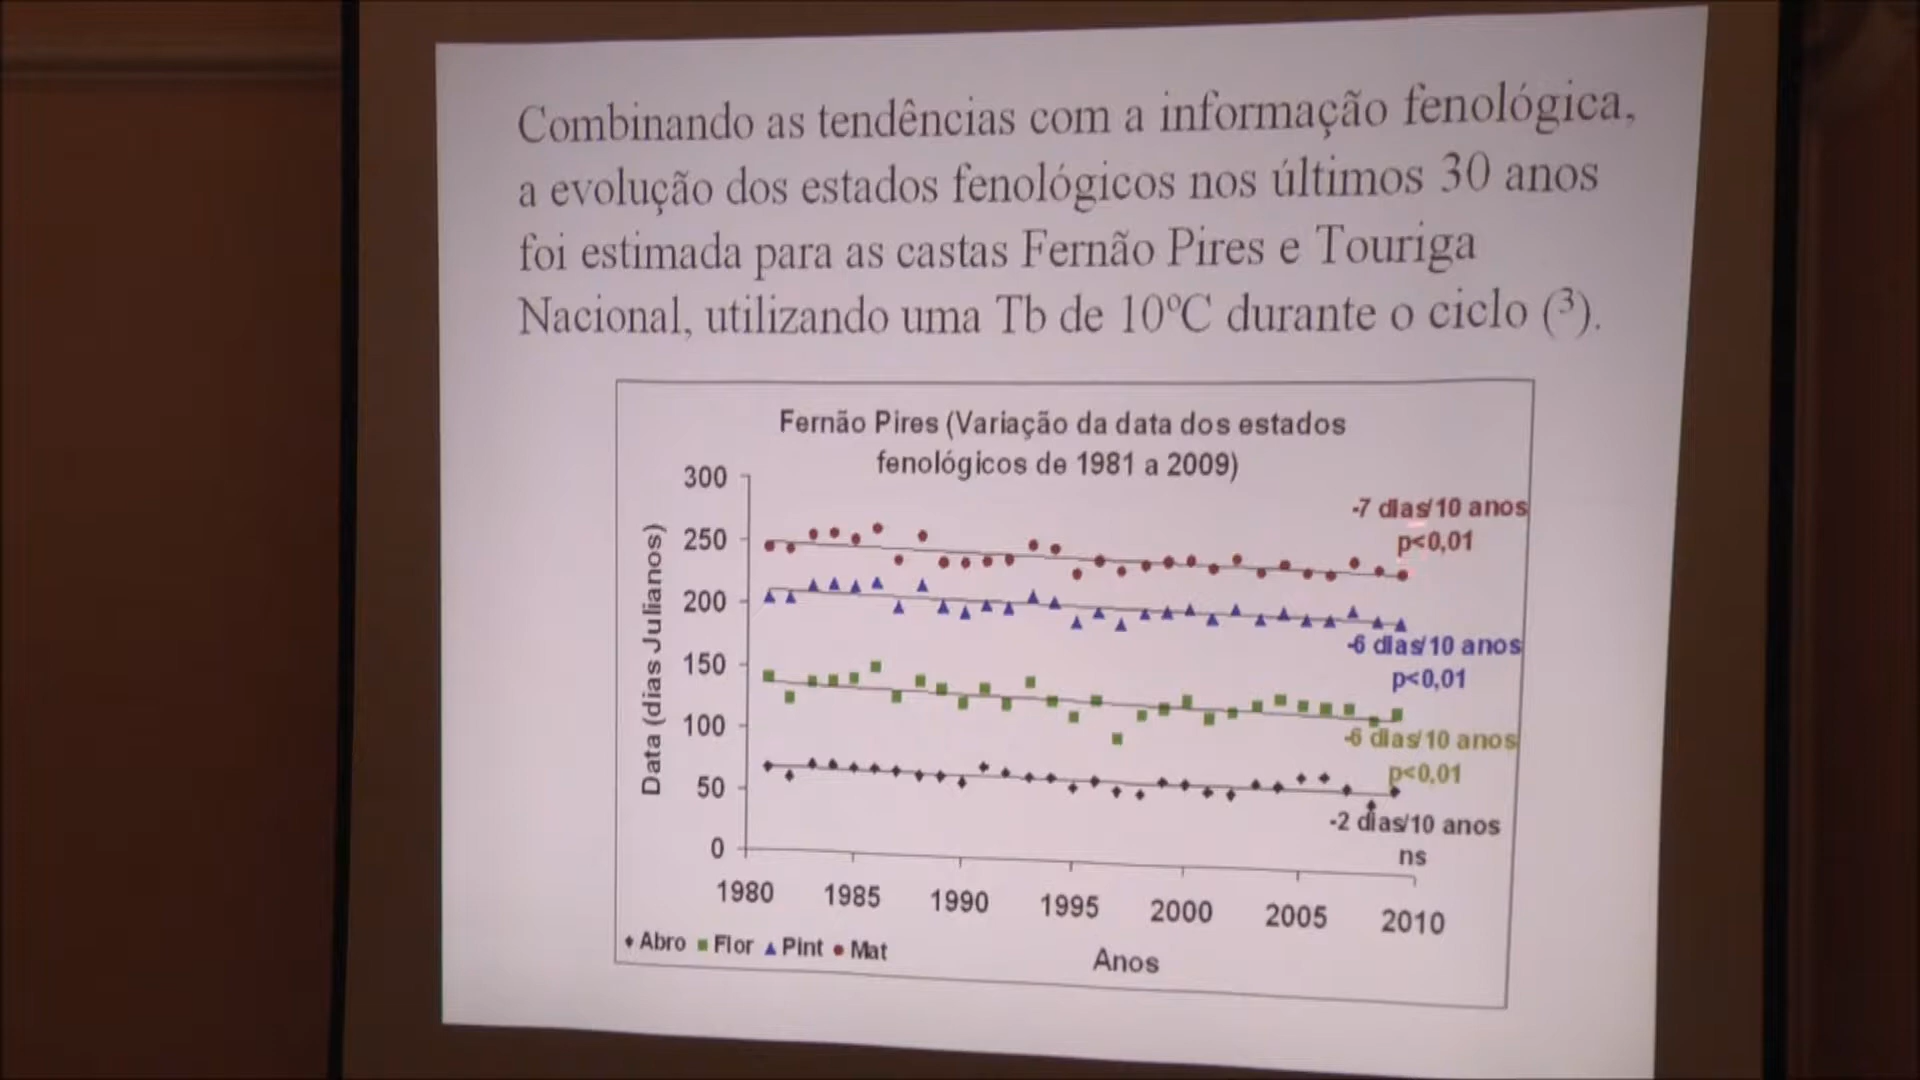 Combinando as tendências com a informação fenológica,
a evolução dos estados fenológicos nos últimos 30 anos
foi estimada para as castas Fernão Pires e Touriga
Nacional, utilizando uma Tb de 10ºC durante o ciclo (³).
Fernão Pires (Variação da data dos estados
fenológicos de 1981 a 2009)
300
250
200
150
100
50
0
Data (dias Julianos)
-7 dias/10 anos
p<0,01
-6 dias/10 anos
p<0,01
-6 dias/10 anos
p<0,01
-2 dias/10 anos
ns
1980 1985 1990 1995 2000 2005 2010
Abro Flor Pint Mat
Anos